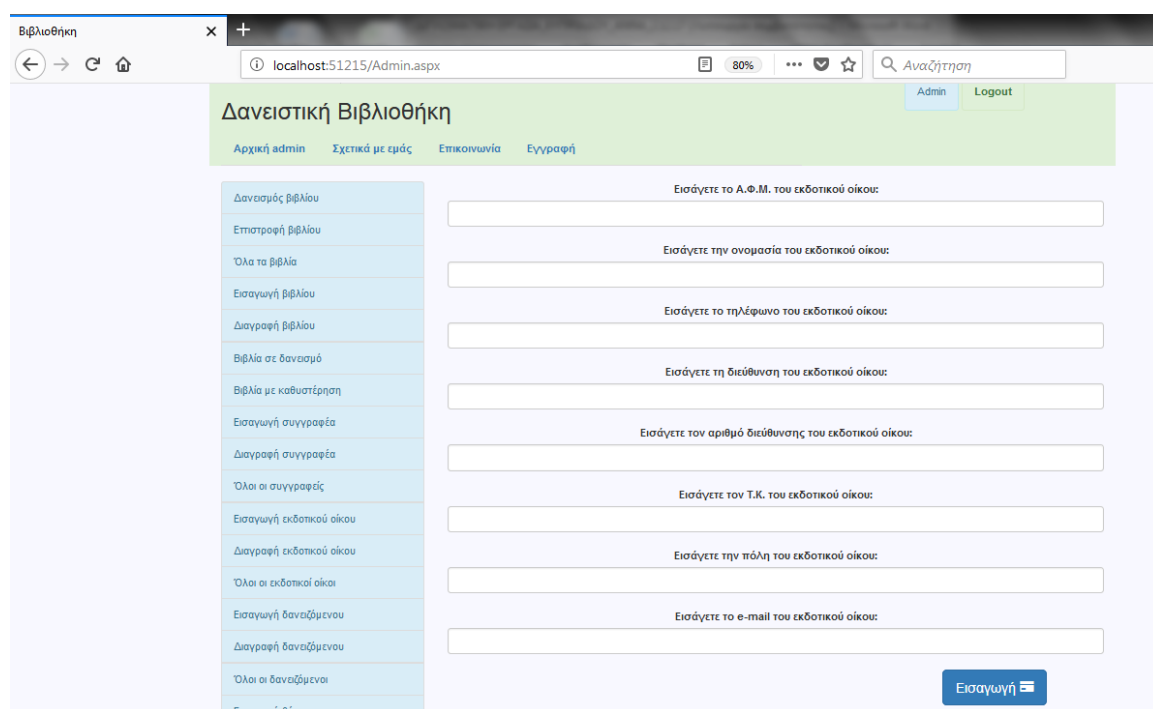 Βιβλιοθήκη
localhost:51215/Admin.aspx
80%
Αναζήτηση
Δανειστική Βιβλιοθήκη
Admin
Logout
Αρχική admin
Σχετικά με εμάς
Επικοινωνία
Εγγραφή
Δανεισμός βιβλίου
Επιστροφή βιβλίου
Όλα τα βιβλία
Εισαγωγή βιβλίου
Διαγραφή βιβλίου
Βιβλία σε δανεισμό
Βιβλία με καθυστέρηση
Εισαγωγή συγγραφέα
Διαγραφή συγγραφέα
Όλοι οι συγγραφείς
Εισαγωγή εκδοτικού οίκου
Διαγραφή εκδοτικού οίκου
Όλοι οι εκδοτικοί οίκοι
Εισαγωγή δανειζόμενου
Διαγραφή δανειζόμενου
Όλοι οι δανειζόμενοι
Εισάγετε το Α.Φ.Μ. του εκδοτικού οίκου:
Εισάγετε την ονομασία του εκδοτικού οίκου:
Εισάγετε το τηλέφωνο του εκδοτικού οίκου:
Εισάγετε τη διεύθυνση του εκδοτικού οίκου:
Εισάγετε τον αριθμό διεύθυνσης του εκδοτικού οίκου:
Εισάγετε τον Τ.Κ. του εκδοτικού οίκου:
Εισάγετε την πόλη του εκδοτικού οίκου:
Εισάγετε το e-mail του εκδοτικού οίκου:
Εισαγωγή